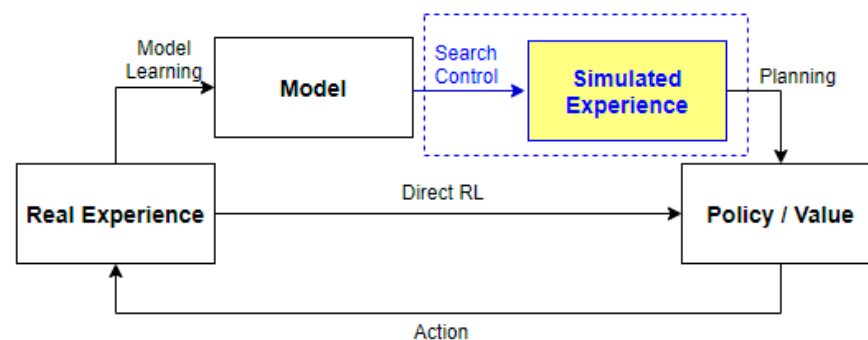 Model
Learning
Model
Search
Control
Simulated
Experience
Planning
Real Experience
Direct RL
Policy / Value
Action